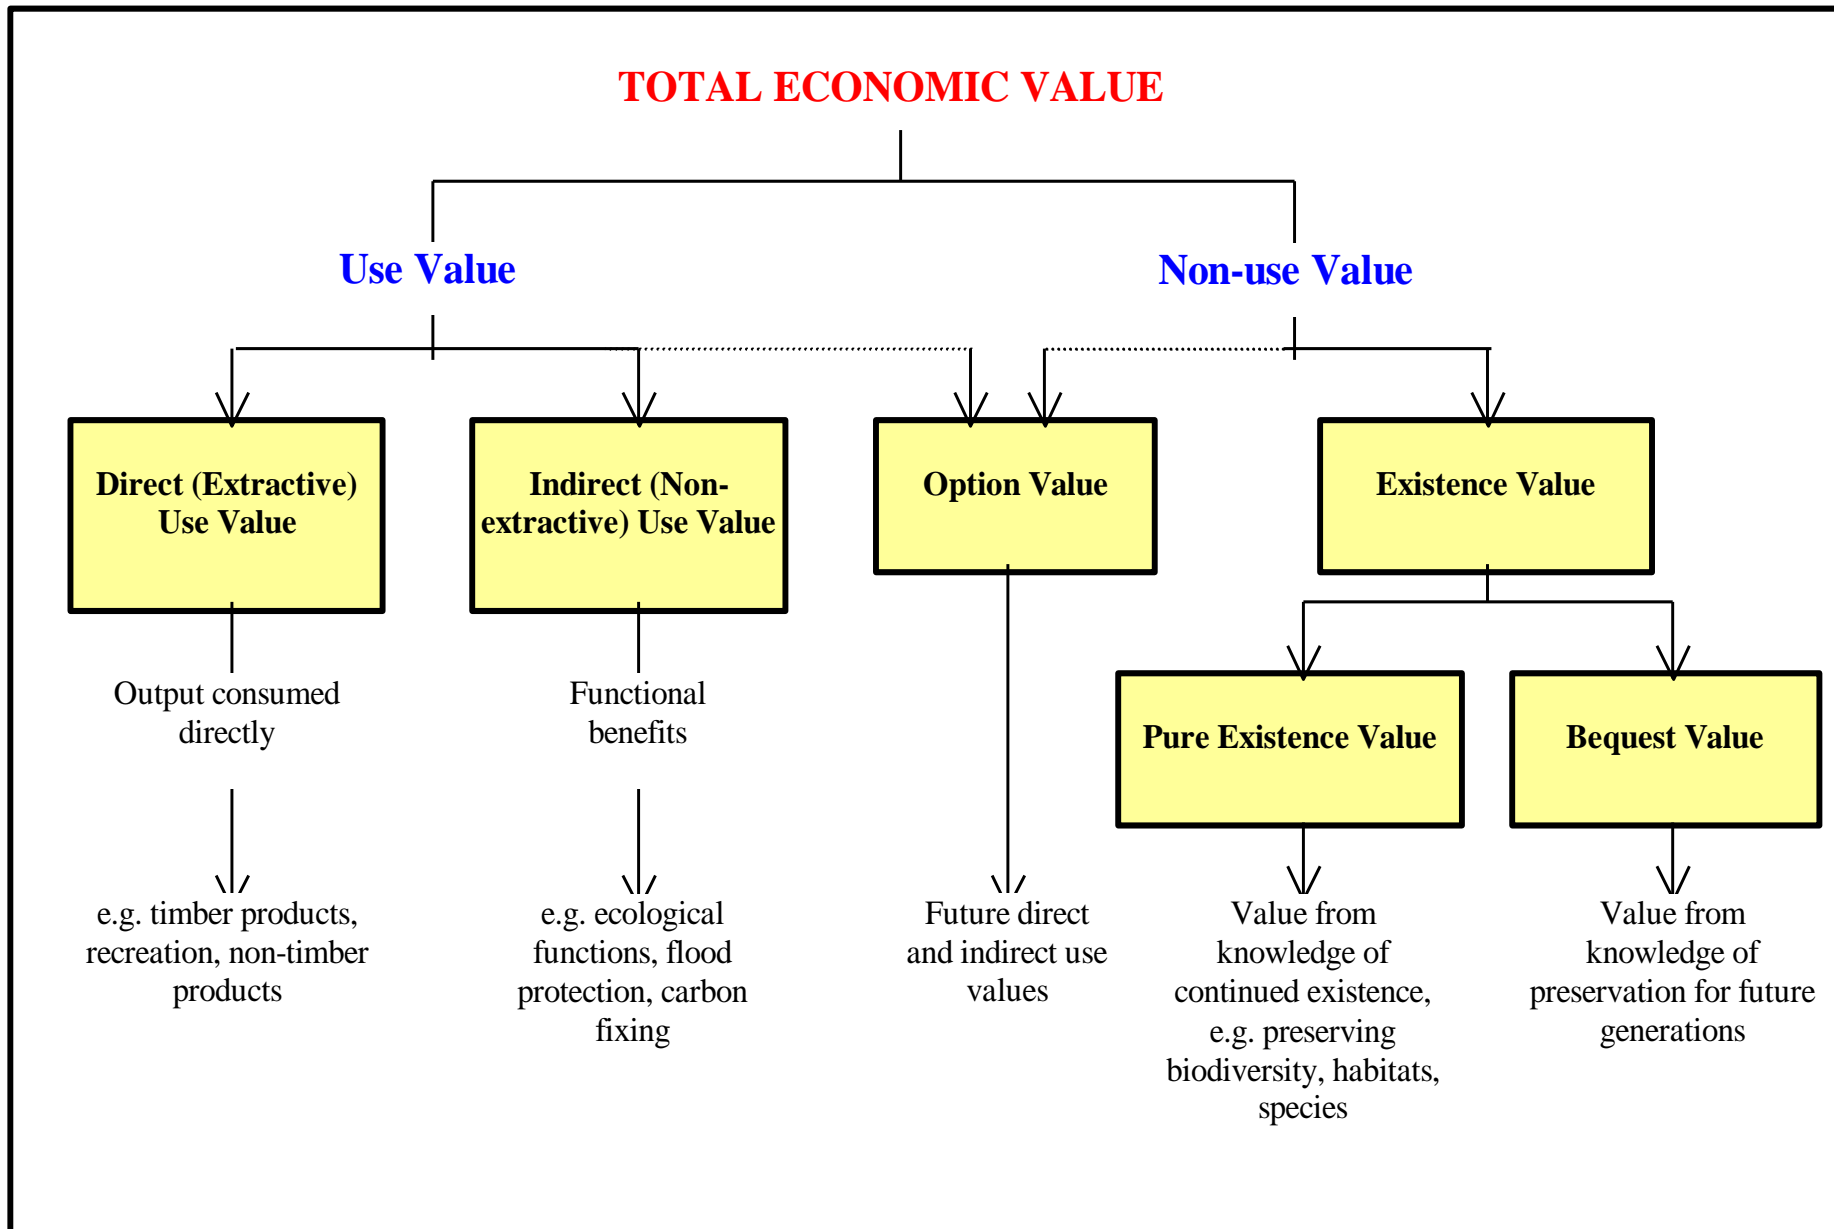 TOTAL ECONOMIC VALUE
Use Value
Non-use Value
Direct (Extractive)
Use Value
Indirect (Non-
extractive) Use Value
Option Value
Existence Value
Output consumed
directly
Functional
benefits
Pure Existence Value
Bequest Value
e.g. timber products,
recreation, non-timber
products
e.g. ecological
functions, flood
protection, carbon
fixing
Future direct
and indirect use
values
Value from
knowledge of
continued existence,
e.g. preserving
biodiversity, habitats,
species
Value from
knowledge of
preservation for future
generations